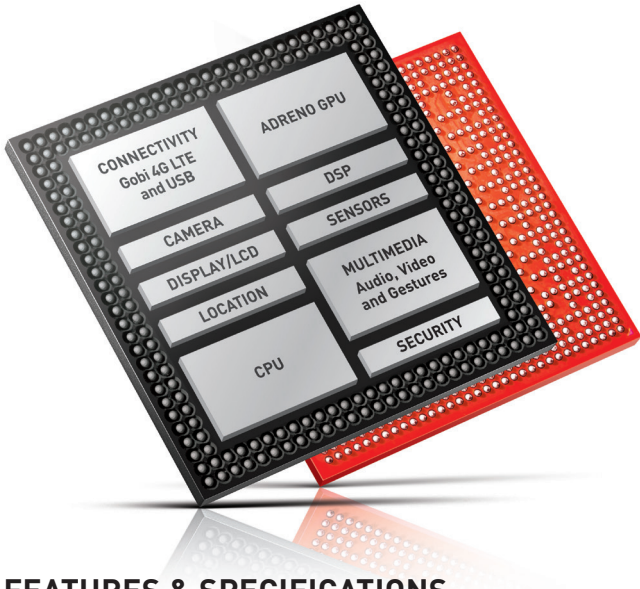 CONNECTIVITY
Gobi 4G LTE
and USB
ADRENO GPU
CAMERA
DSP
DISPLAY/LCD
SENSORS
LOCATION
MULTIMEDIA
Audio, Video
and Gestures
CPU
SECURITY
FEATURES & SPECIFICATIONS